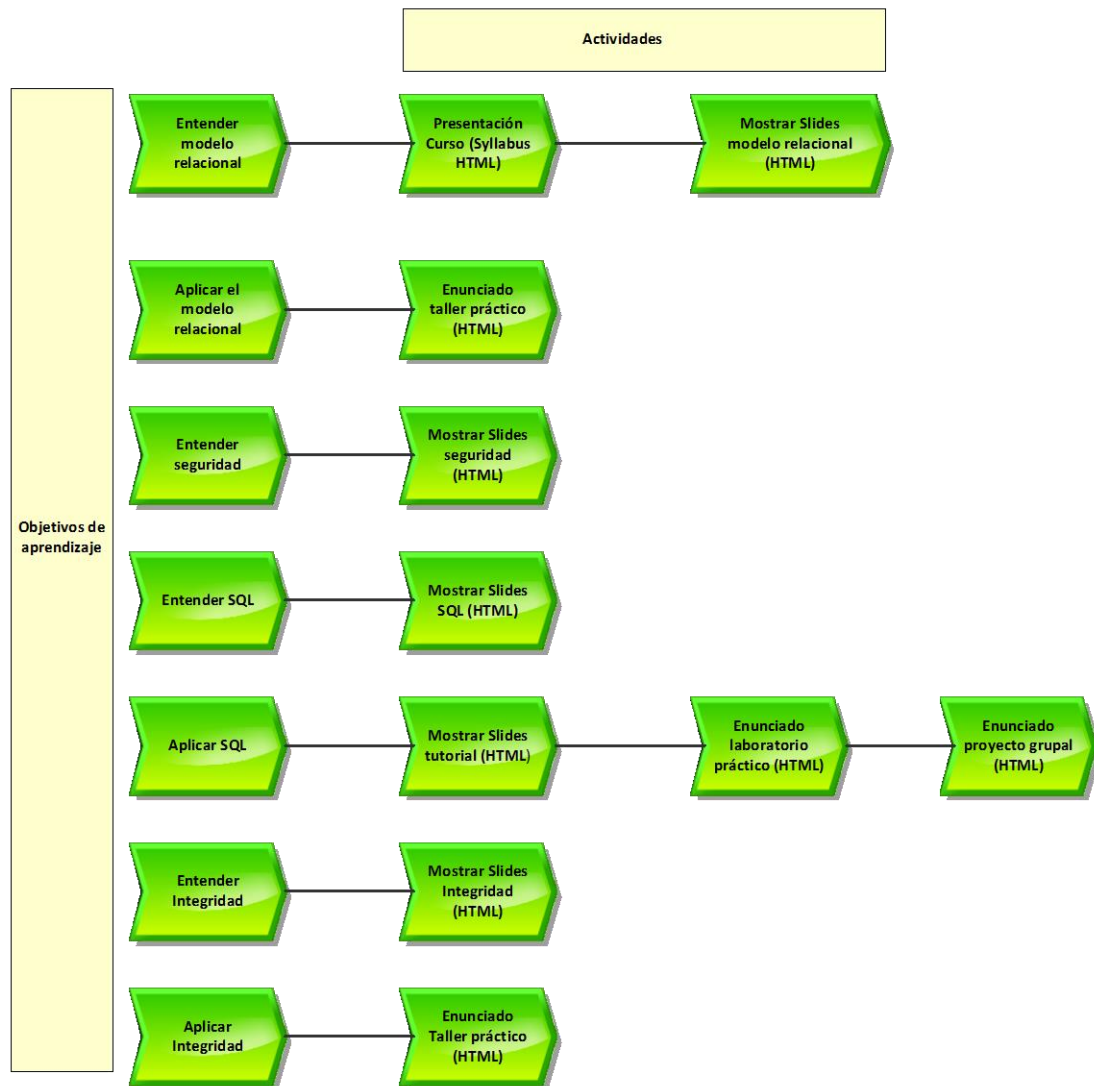 Actividades
Entender
modelo
relacional
Presentación
Curso (Syllabus
HTML)
Mostrar Slides
modelo relacional
(HTML)
Aplicar el
modelo
relacional
Enunciado
taller práctico
(HTML)
Entender
seguridad
Mostrar Slides
seguridad
(HTML)
Objetivos de
aprendizaje
Entender SQL
Mostrar Slides
SQL (HTML)
Aplicar SQL
Mostrar Slides
tutorial (HTML)
Enunciado
laboratorio
práctico (HTML)
Enunciado
proyecto grupal
(HTML)
Entender
Integridad
Mostrar Slides
Integridad
(HTML)
Aplicar
Integridad
Enunciado
Taller práctico
(HTML)